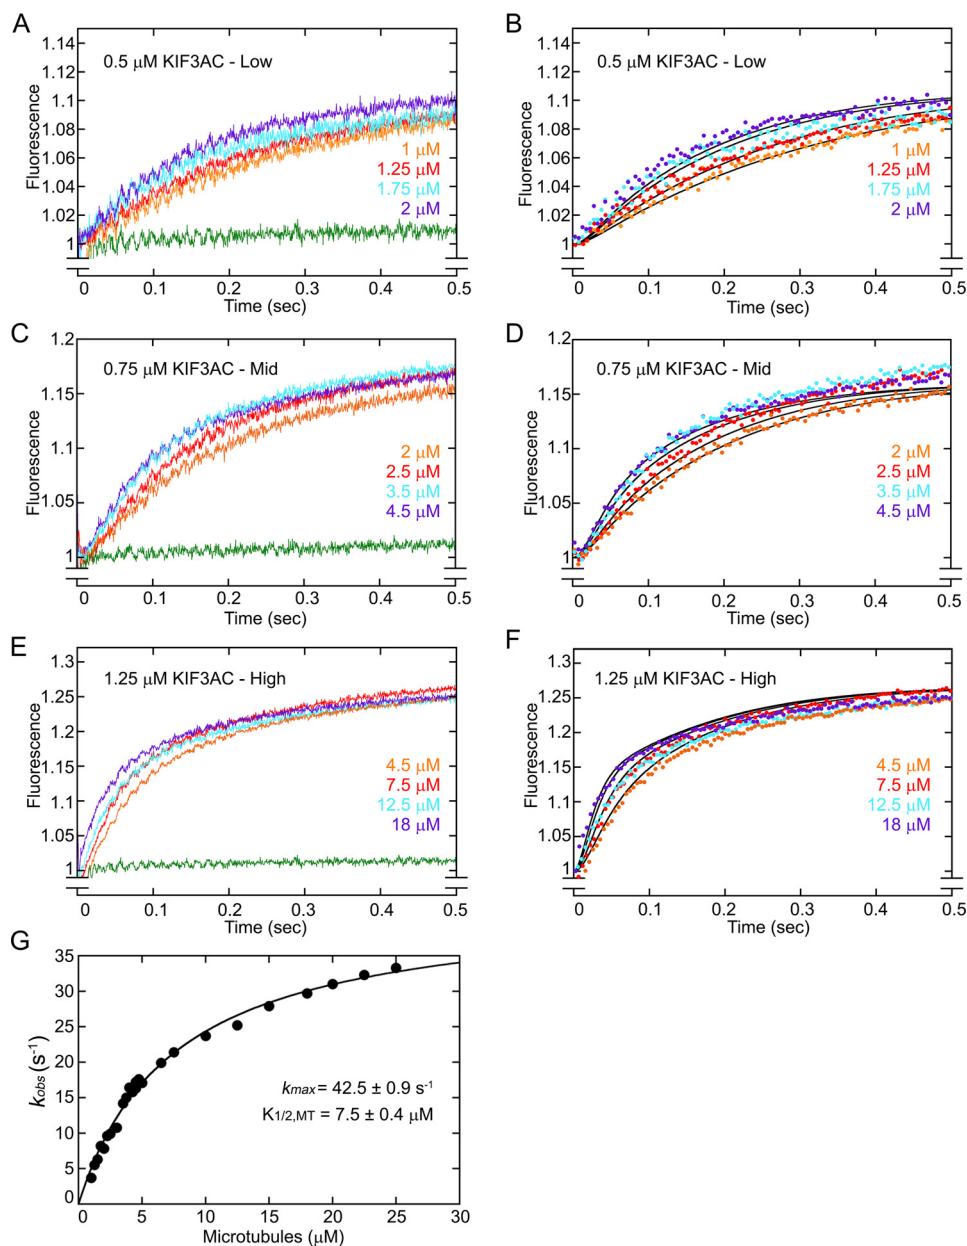 A
1.14
0.5 µM KIF3AC - Low
1.12
1.1
1.08
1.06
1.04
1.02
1
Fluorescence
1 µM
1.25 µM
1.75 µM
2 µM
0 0.1 0.2 0.3 0.4 0.5
Time (sec)
B
1.14
0.5 µM KIF3AC - Low
1.12
1.1
1.08
1.06
1.04
1.02
1
Fluorescence
1 µM
1.25 µM
1.75 µM
2 µM
0 0.1 0.2 0.3 0.4 0.5
Time (sec)
C
1.2
0.75 µM KIF3AC - Mid
1.15
1.1
1.05
1
Fluorescence
2 µM
2.5 µM
3.5 µM
4.5 µM
0 0.1 0.2 0.3 0.4 0.5
Time (sec)
D
1.2
0.75 µM KIF3AC - Mid
1.15
1.1
1.05
1
Fluorescence
2 µM
2.5 µM
3.5 µM
4.5 µM
0 0.1 0.2 0.3 0.4 0.5
Time (sec)
E
1.3
1.25 µM KIF3AC - High
1.25
1.2
1.15
1.1
1.05
1
Fluorescence
4.5 µM
7.5 µM
12.5 µM
18 µM
0 0.1 0.2 0.3 0.4 0.5
Time (sec)
F
1.3
1.25 µM KIF3AC - High
1.25
1.2
1.15
1.1
1.05
1
Fluorescence
4.5 µM
7.5 µM
12.5 µM
18 µM
0 0.1 0.2 0.3 0.4 0.5
Time (sec)
G
35
30
25
20
15
10
5
0
kobs (s-1)
kmax = 42.5 ± 0.9 s-1
K1/2,MT = 7.5 ± 0.4 µM
0 5 10 15 20 25 30
Microtubules (µM)